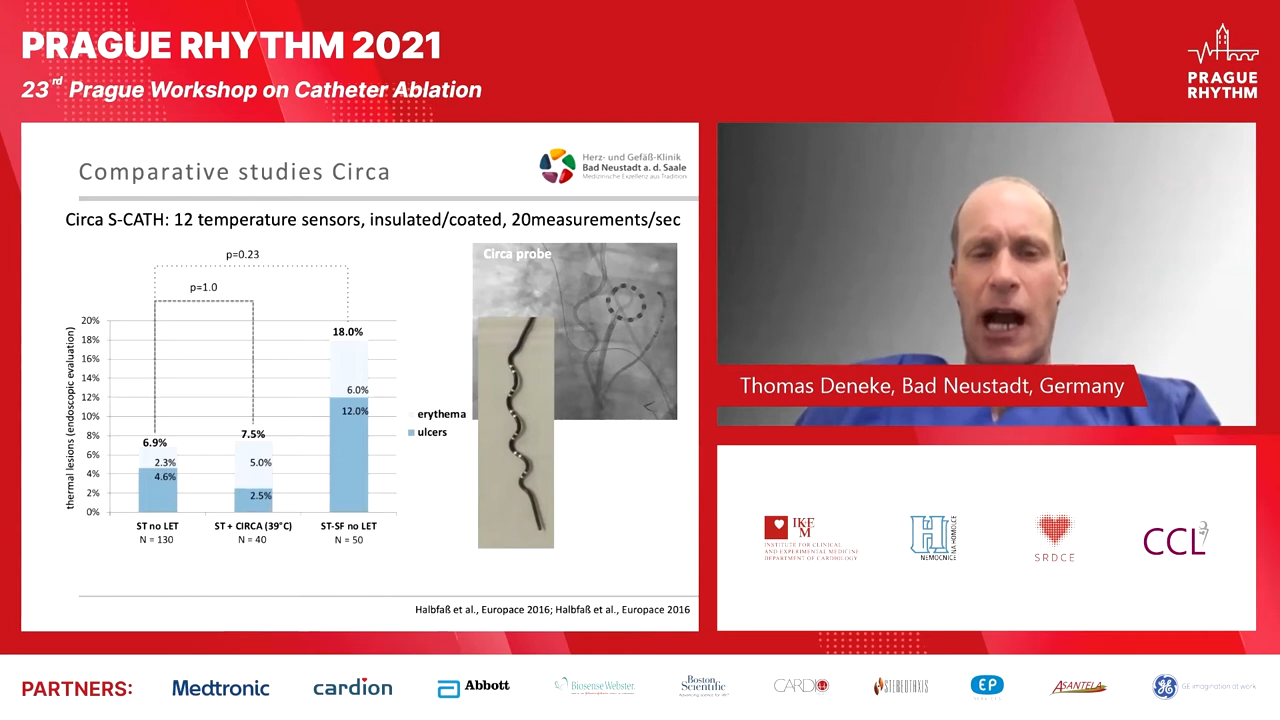 PRAGUE RHYTHM 2021
23rd Prague Workshop on Catheter Ablation
PRAGUE
RHYTHM
Comparative studies Circa
Herz- und Gefäß-Klinik
Bad Neustadt a. d. Saale
Medizinische Exzellenz aus Tradition
Circa S-CATH: 12 temperature sensors, insulated/coated, 20measurements/sec
p=0.23
p=1.0
thermal lesions (endoscopic evaluation)
20%
18%
16%
14%
12%
10%
8%
6%
4%
2%
0%
6.9%
2.3%
4.6%
7.5%
5.0%
2.5%
18.0%
6.0%
12.0%
ST no LET
N = 130
ST + CIRCA (39°C)
N = 40
ST-SF no LET
N = 50
erythema
ulcers
Circa probe
Halbfaß et al., Europace 2016; Halbfaß et al., Europace 2016
Thomas Deneke, Bad Neustadt, Germany
IKEM
INSTITUTE FOR CLINICAL
AND EXPERIMENTAL MEDICINE
DEPARTMENT OF CARDIOLOGY
NEMOCNICE
NA HOMOLCE
SRDCE
CCL
PARTNERS:
Medtronic
cardion
Abbott
Biosense Webster
Boston
Scientific
CARDIO
STEREOTAXIS
EP
SERVICES
ASANTELA
GE imagination at work